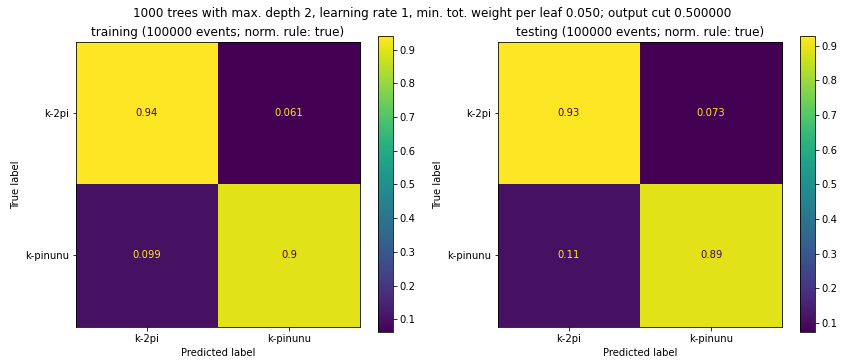 1000 trees with max. depth 2, learning rate 1, min. tot. weight per leaf 0.050; output cut 0.500000
training (100000 events; norm. rule: true)
True label
k-2pi
k-pinunu
0.94
0.061
0.099
0.9
k-2pi
k-pinunu
Predicted label
0.9
0.8
0.7
0.6
0.5
0.4
0.3
0.2
0.1
testing (100000 events; norm. rule: true)
True label
k-2pi
k-pinunu
0.93
0.073
0.11
0.89
k-2pi
k-pinunu
Predicted label
0.9
0.8
0.7
0.6
0.5
0.4
0.3
0.2
0.1